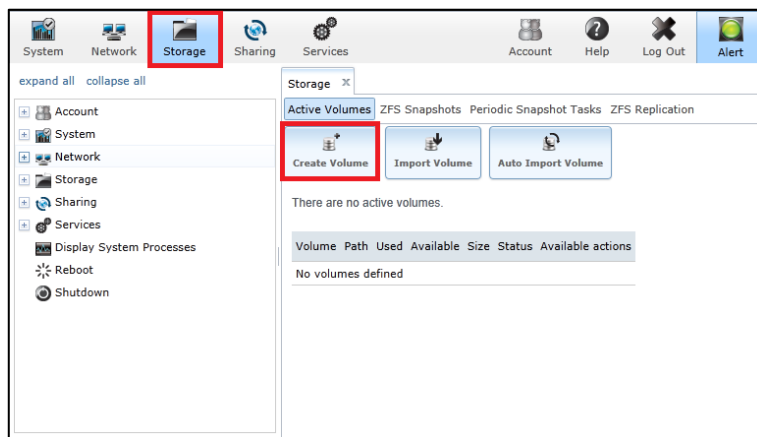 System Network Storage Sharing Services Account Help Log Out Alert
expand all collapse all
Account
System
Network
Storage
Sharing
Services
Display System Processes
Reboot
Shutdown
Storage X
Active Volumes ZFS Snapshots Periodic Snapshot Tasks ZFS Replication
Create Volume Import Volume Auto Import Volume
There are no active volumes.
Volume Path Used Available Size Status Available actions
No volumes defined